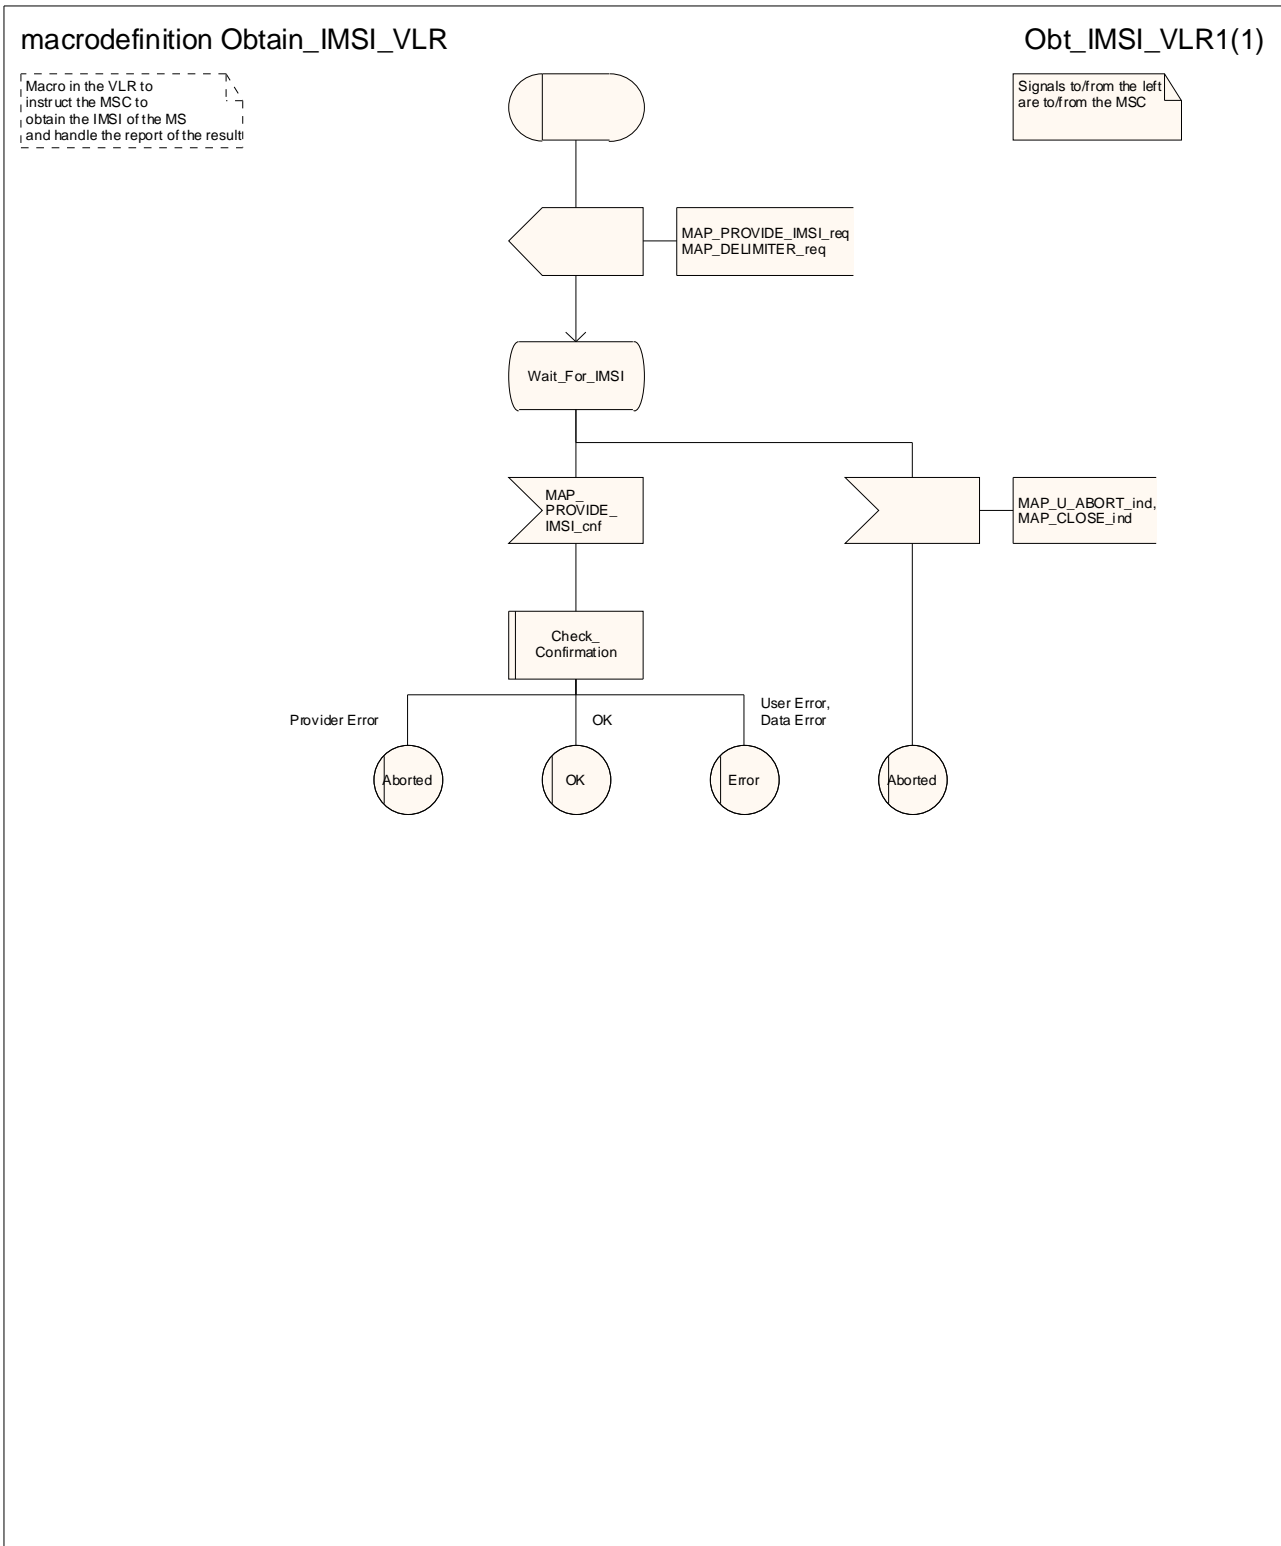 macrodefinition Obtain_IMSI_VLR
Obt_IMSI_VLR1(1)
Macro in the VLR to
instruct the MSC to
obtain the IMSI of the MS
and handle the report of the result
Signals to/from the left
are to/from the MSC
MAP_PROVIDE_IMSI_req
MAP_DELIMITER_req
Wait_For_IMSI
MAP_
PROVIDE_
IMSI_cnf
MAP_U_ABORT_ind,
MAP_CLOSE_ind
Check_
Confirmation
Provider Error
OK
User Error,
Data Error
Aborted
OK
Error
Aborted